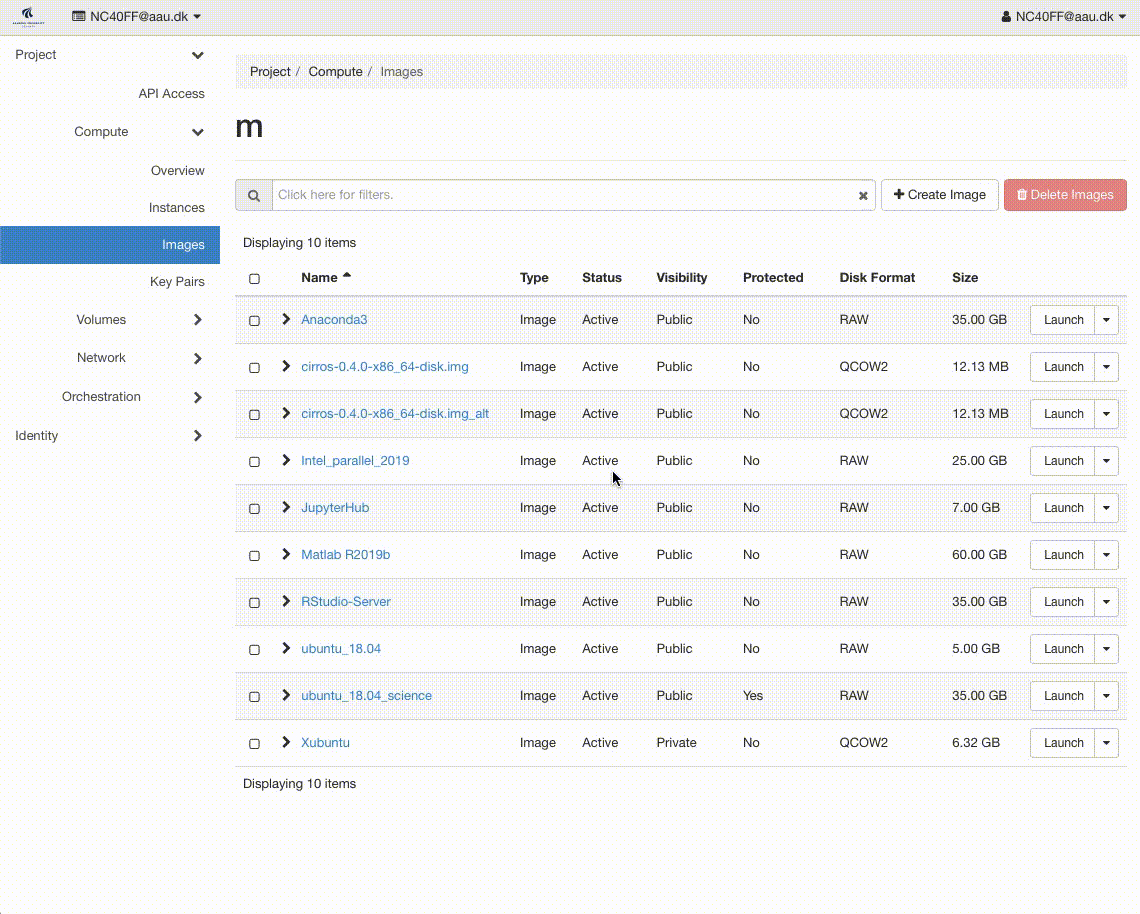 NC40FF@aau.dk NC40FF@aau.dk
Project
API Access
Compute
Overview
Instances
Images
Key Pairs
Volumes
Network
Orchestration
Identity
Project / Compute / Images
m
Click here for filters. Create Image Delete Images
Displaying 10 items
Name Type Status Visibility Protected Disk Format Size
Anaconda3 Image Active Public No RAW 35.00 GB Launch
cirros-0.4.0-x86_64-disk.img Image Active Public No QCOW2 12.13 MB Launch
cirros-0.4.0-x86_64-disk.img_alt Image Active Public No QCOW2 12.13 MB Launch
Intel_parallel_2019 Image Active Public No RAW 25.00 GB Launch
JupyterHub Image Active Public No RAW 7.00 GB Launch
Matlab R2019b Image Active Public No RAW 60.00 GB Launch
RStudio-Server Image Active Public No RAW 35.00 GB Launch
ubuntu_18.04 Image Active Public No RAW 5.00 GB Launch
ubuntu_18.04_science Image Active Public Yes RAW 35.00 GB Launch
Xubuntu Image Active Private No QCOW2 6.32 GB Launch
Displaying 10 items